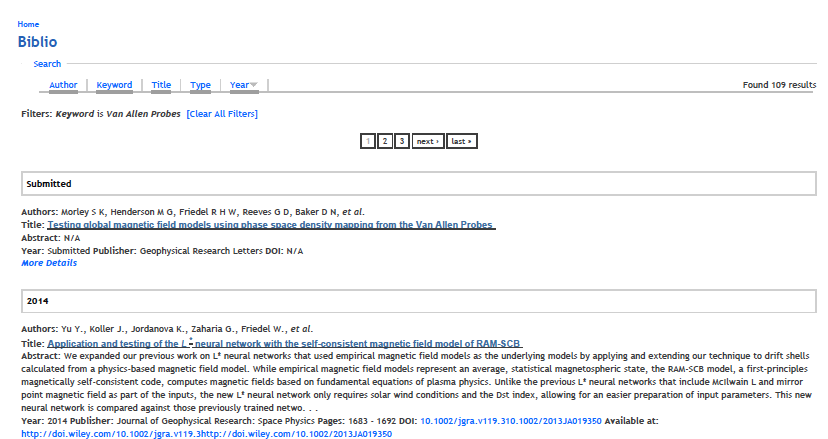 Home
Biblio
Search
Author Keyword Title Type Year
Found 109 results
Filters: Keyword is Van Allen Probes [Clear All Filters]
1 2 3 next › last »
Submitted
Authors: Morley S K, Henderson M G, Friedel R H W, Reeves G D, Baker D N, et al.
Title: Testing global magnetic field models using phase space density mapping from the Van Allen Probes
Abstract: N/A
Year: Submitted Publisher: Geophysical Research Letters DOI: N/A
More Details
2014
Authors: Yu Y., Koller J., Jordanova K., Zaharia G., Friedel W., et al.
Title: Application and testing of the L* neural network with the self-consistent magnetic field model of RAM-SCB
Abstract: We expanded our previous work on L* neural networks that used empirical magnetic field models as the underlying models by applying and extending our technique to drift shells
calculated from a physics-based magnetic field model. While empirical magnetic field models represent an average, statistical magnetospheric state, the RAM-SCB model, a first-principles
magnetically self-consistent code, computes magnetic fields based on fundamental equations of plasma physics. Unlike the previous L* neural networks that include McIlwain L and mirror
point magnetic field as part of the inputs, the new L* neural network only requires solar wind conditions and the Dst index, allowing for an easier preparation of input parameters. This new
neural network is compared against those previously trained netwo. . .
Year: 2014 Publisher: Journal of Geophysical Research: Space Physics Pages: 1683 - 1692 DOI: 10.1002/jgra.v119.310.1002/2013JA019350 Available at:
http://doi.wiley.com/10.1002/jgra.v119.3http://doi.wiley.com/10.1002/2013JA019350